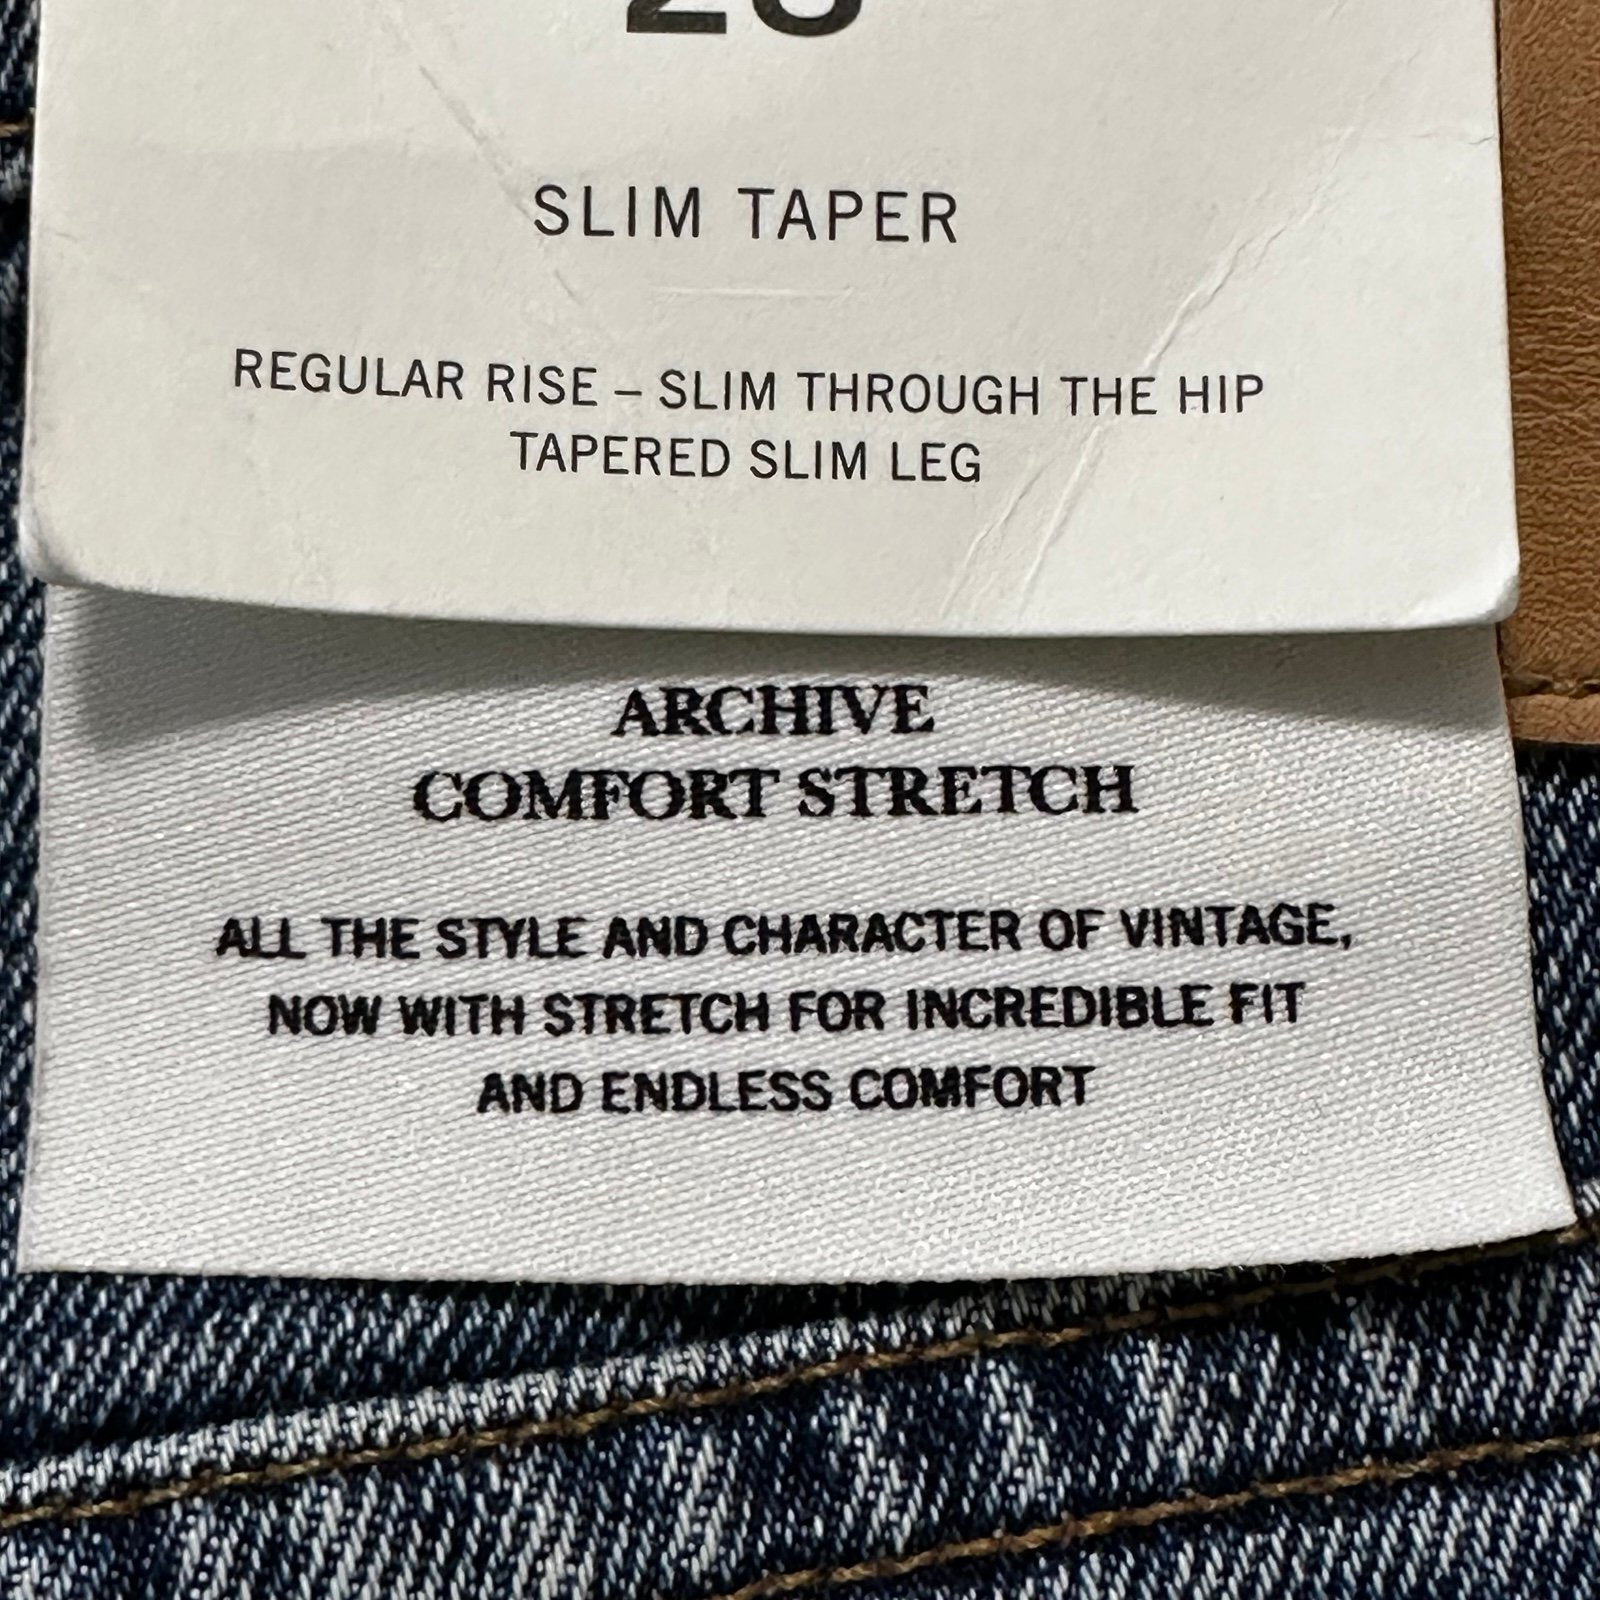 SLIM TAPER
REGULAR RISE – SLIM THROUGH THE HIP
TAPERED SLIM LEG
ARCHIVE
COMFORT STRETCH
ALL THE STYLE AND CHARACTER OF VINTAGE,
NOW WITH STRETCH FOR INCREDIBLE FIT
AND ENDLESS COMFORT